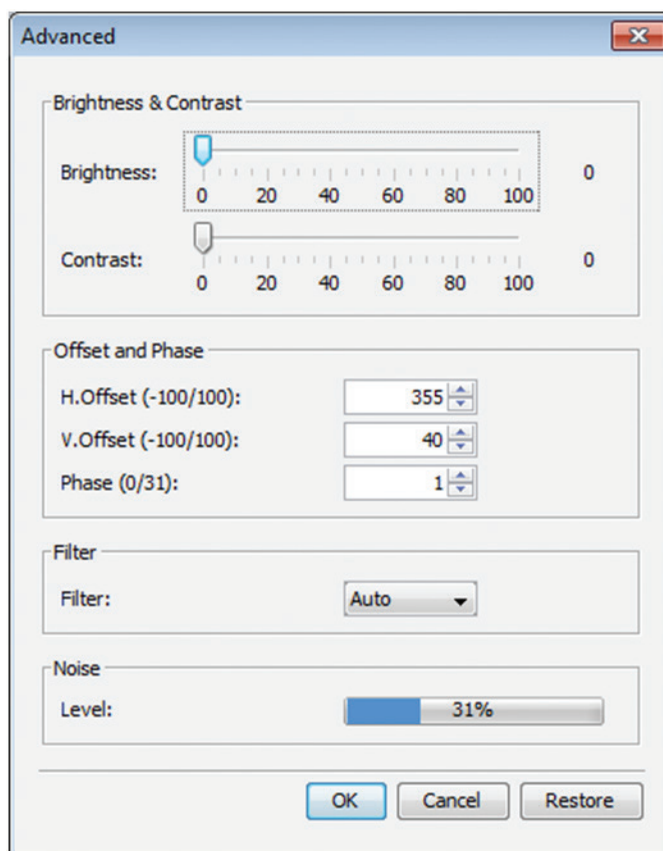 Advanced
Brightness & Contrast
Brightness:
0 20 40 60 80 100
0
Contrast:
0 20 40 60 80 100
0
Offset and Phase
H.Offset (-100/100): 355
V.Offset (-100/100): 40
Phase (0/31): 1
Filter
Filter: Auto
Noise
Level: 31%
OK Cancel Restore